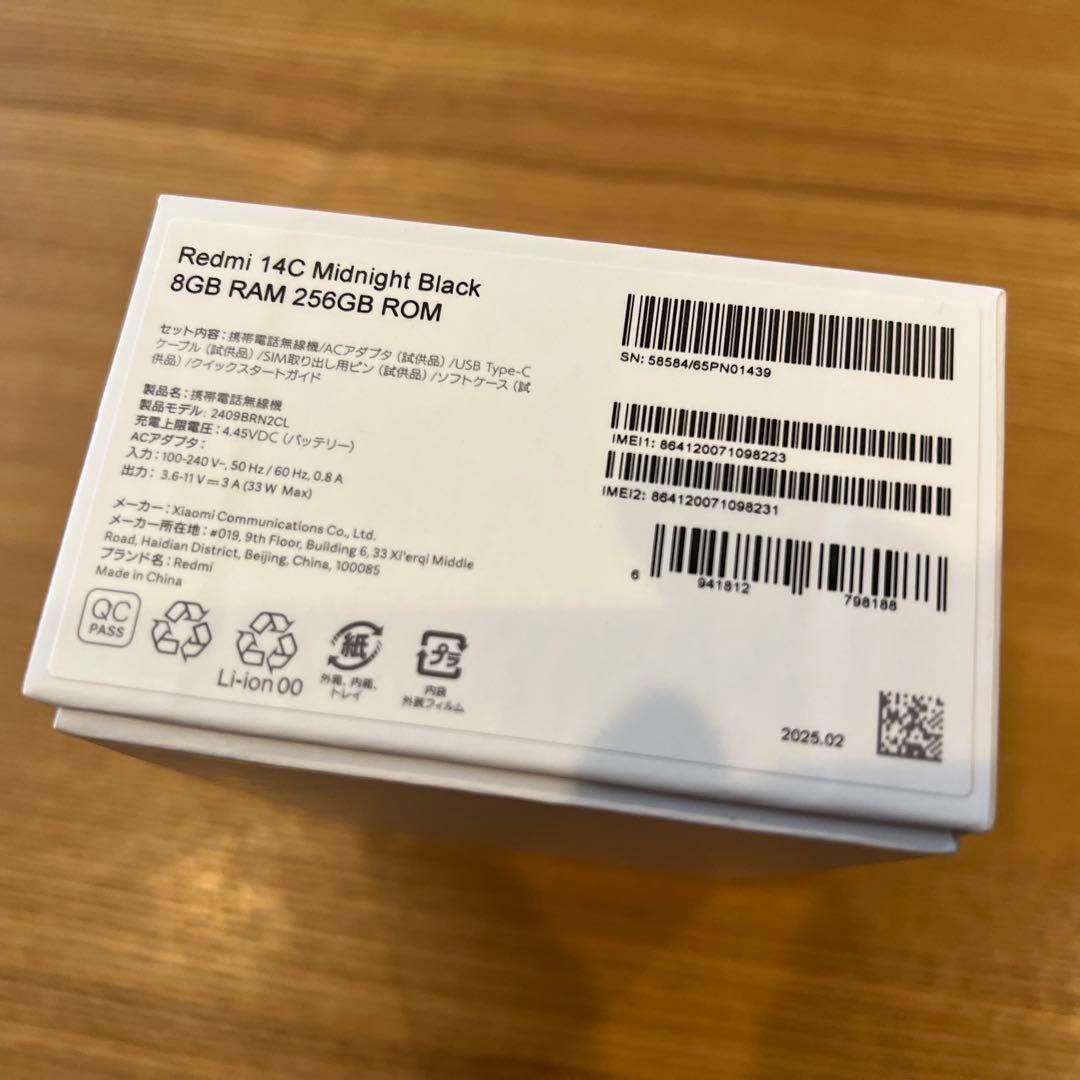 Redmi 14C Midnight Black
8GB RAM 256GB ROM
セット内容：携帯電話無線機/ACアダプタ（試供品）/USB Type-C
ケーブル（試供品）/SIM取り出し用ピン（試供品）/ソフトケース（試
供品）/クイックスタートガイド
製品名：携帯電話無線機
製品モデル: 2409BRN2CL
充電上限電圧：4.45VDC（バッテリー）
ACアダプタ：
入力：100-240 V~, 50 Hz / 60 Hz, 0.8 A
出力： 3.6-11 V⎓3 A (33 W Max)
メーカー：Xiaomi Communications Co., Ltd.
メーカー所在地：#019, 9th Floor, Building 6, 33 Xi'erqi Middle
Road, Haidian District, Beijing, China, 100085
ブランド名：Redmi
Made in China
QC
PASS
Li-ion 00
紙
外箱、内箱、
トレイ
プラ
内袋
外装フィルム
SN: 58584/65PN01439
IMEI1: 864120071098223
IMEI2: 864120071098231
6 941812 798188
2025.02